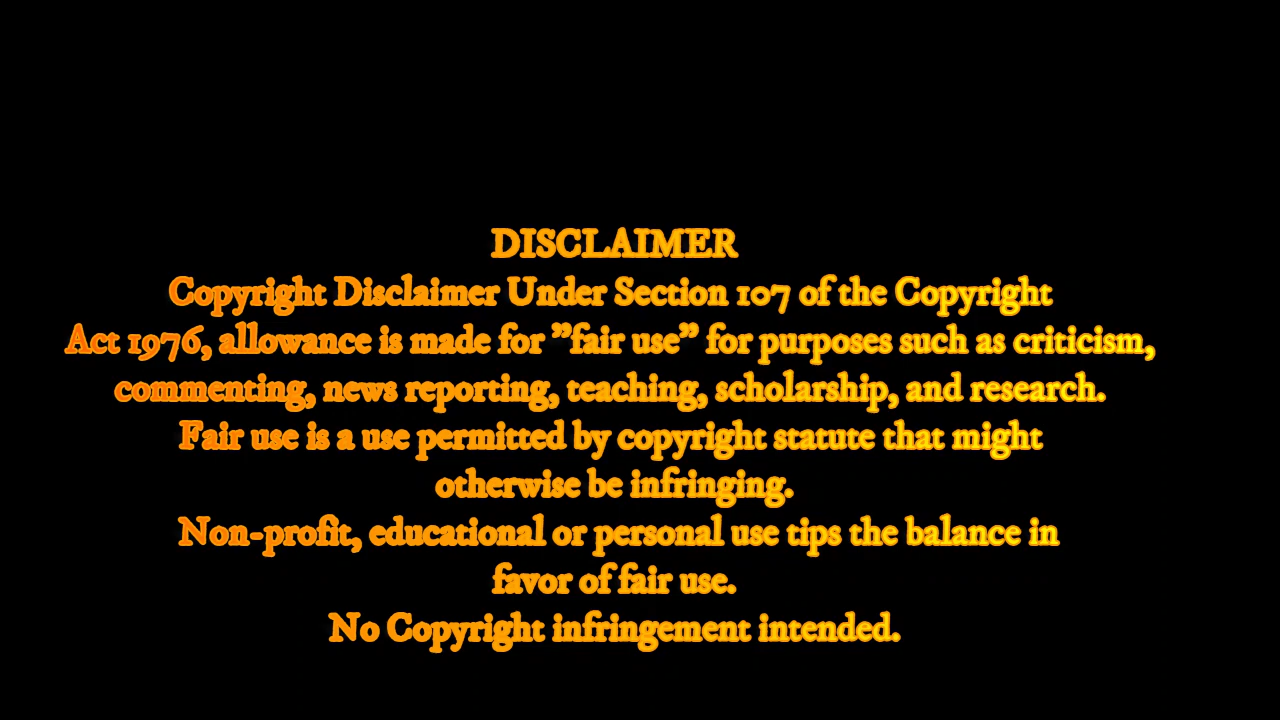 DISCLAIMER
Copyright Disclaimer Under Section 107 of the Copyright
Act 1976, allowance is made for ”fair use” for purposes such as criticism,
commenting, news reporting, teaching, scholarship, and research.
Fair use is a use permitted by copyright statute that might
otherwise be infringing.
Non-profit, educational or personal use tips the balance in
favor of fair use.
No Copyright infringement intended.